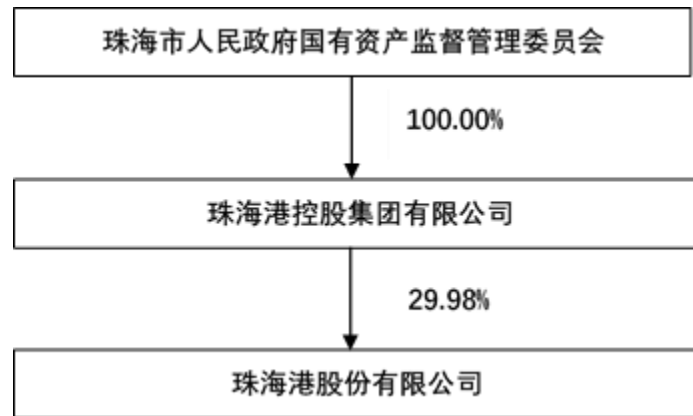 珠海市人民政府国有资产监督管理委员会
100.00%
珠海港控股集团有限公司
29.98%
珠海港股份有限公司